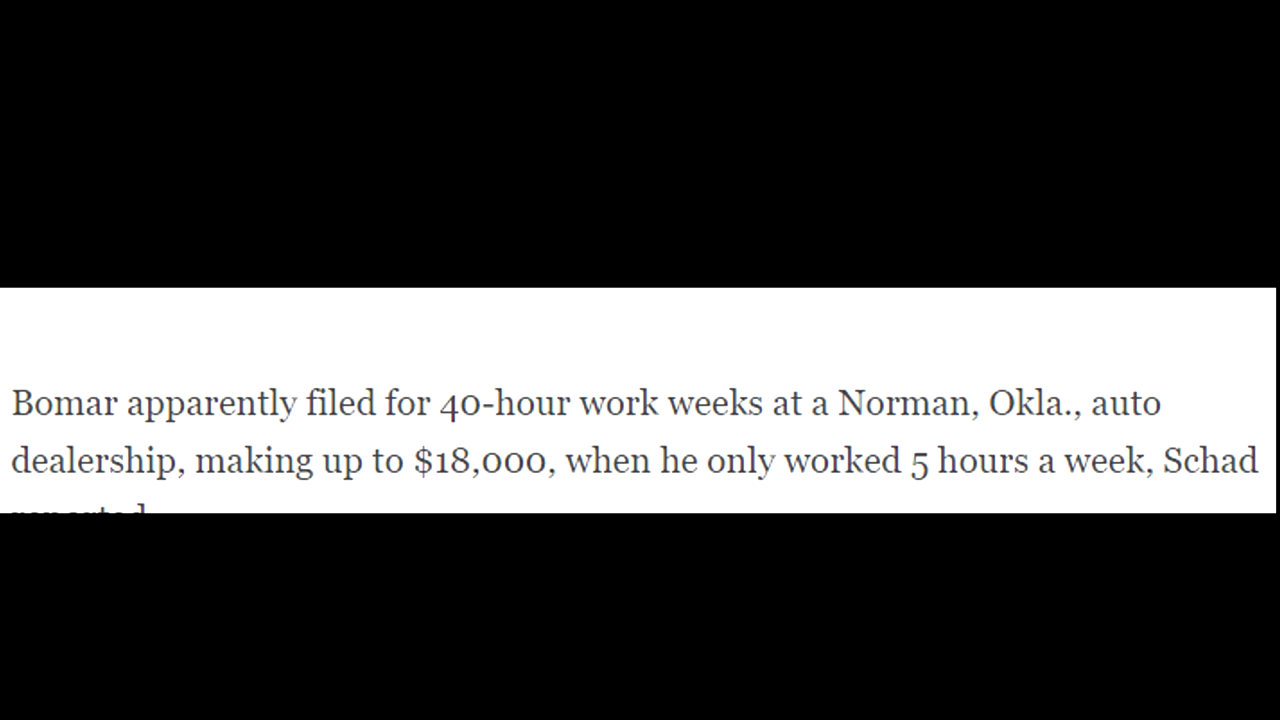 Bomar apparently filed for 40-hour work weeks at a Norman, Okla., auto
dealership, making up to $18,000, when he only worked 5 hours a week, Schad
reported